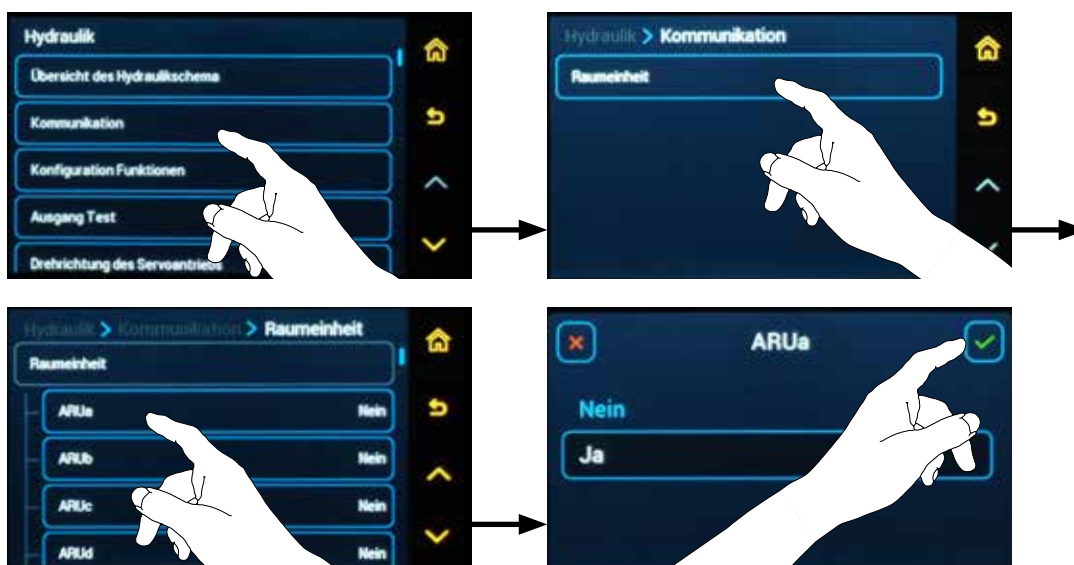 Hydraulik
Übersicht des Hydraulikschema
Kommunikation
Konfiguration Funktionen
Ausgang Test
Drehrichtung des Servoantriebs
Hydraulik > Kommunikation
Raumeinheit
Hydraulik > Kommunikation > Raumeinheit
Raumeinheit
ARUa Nein
ARUb Nein
ARUc Nein
ARUd Nein
ARUa
Nein
Ja